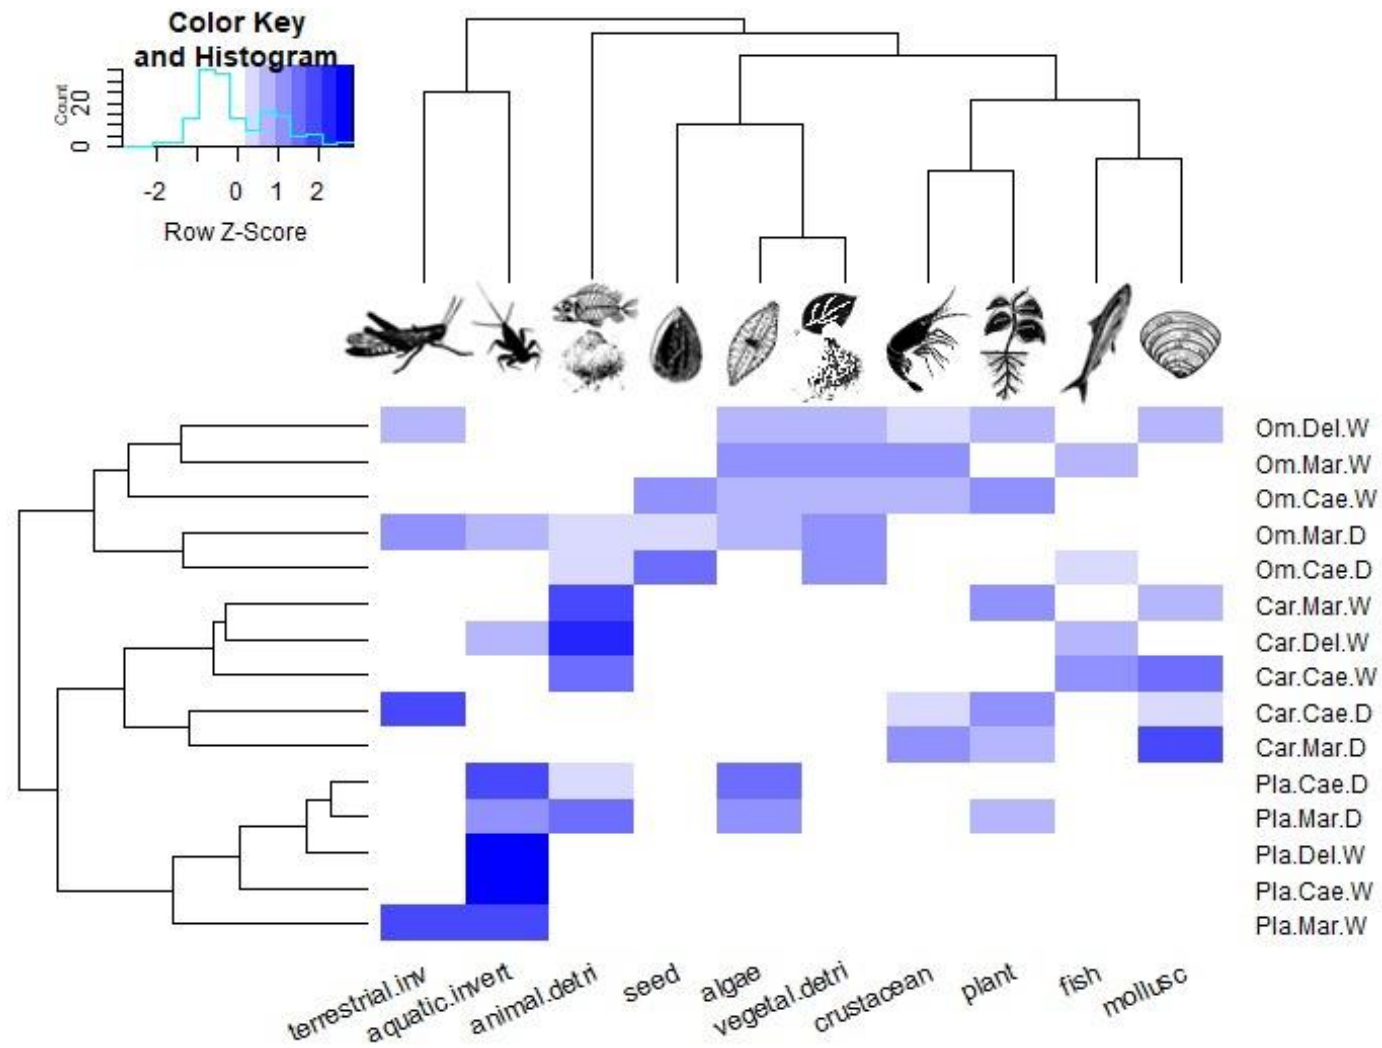 Color Key
and Histogram
Count
0 20
-2 0 1 2
Row Z-Score
Om.Del.W
Om.Mar.W
Om.Cae.W
Om.Mar.D
Om.Cae.D
Car.Mar.W
Car.Del.W
Car.Cae.W
Car.Cae.D
Car.Mar.D
Pla.Cae.D
Pla.Mar.D
Pla.Del.W
Pla.Cae.W
Pla.Mar.W
terrestrial.inv
aquatic.invert
animal.detri
seed
algae
vegetal.detri
crustacean
plant
fish
mollusc